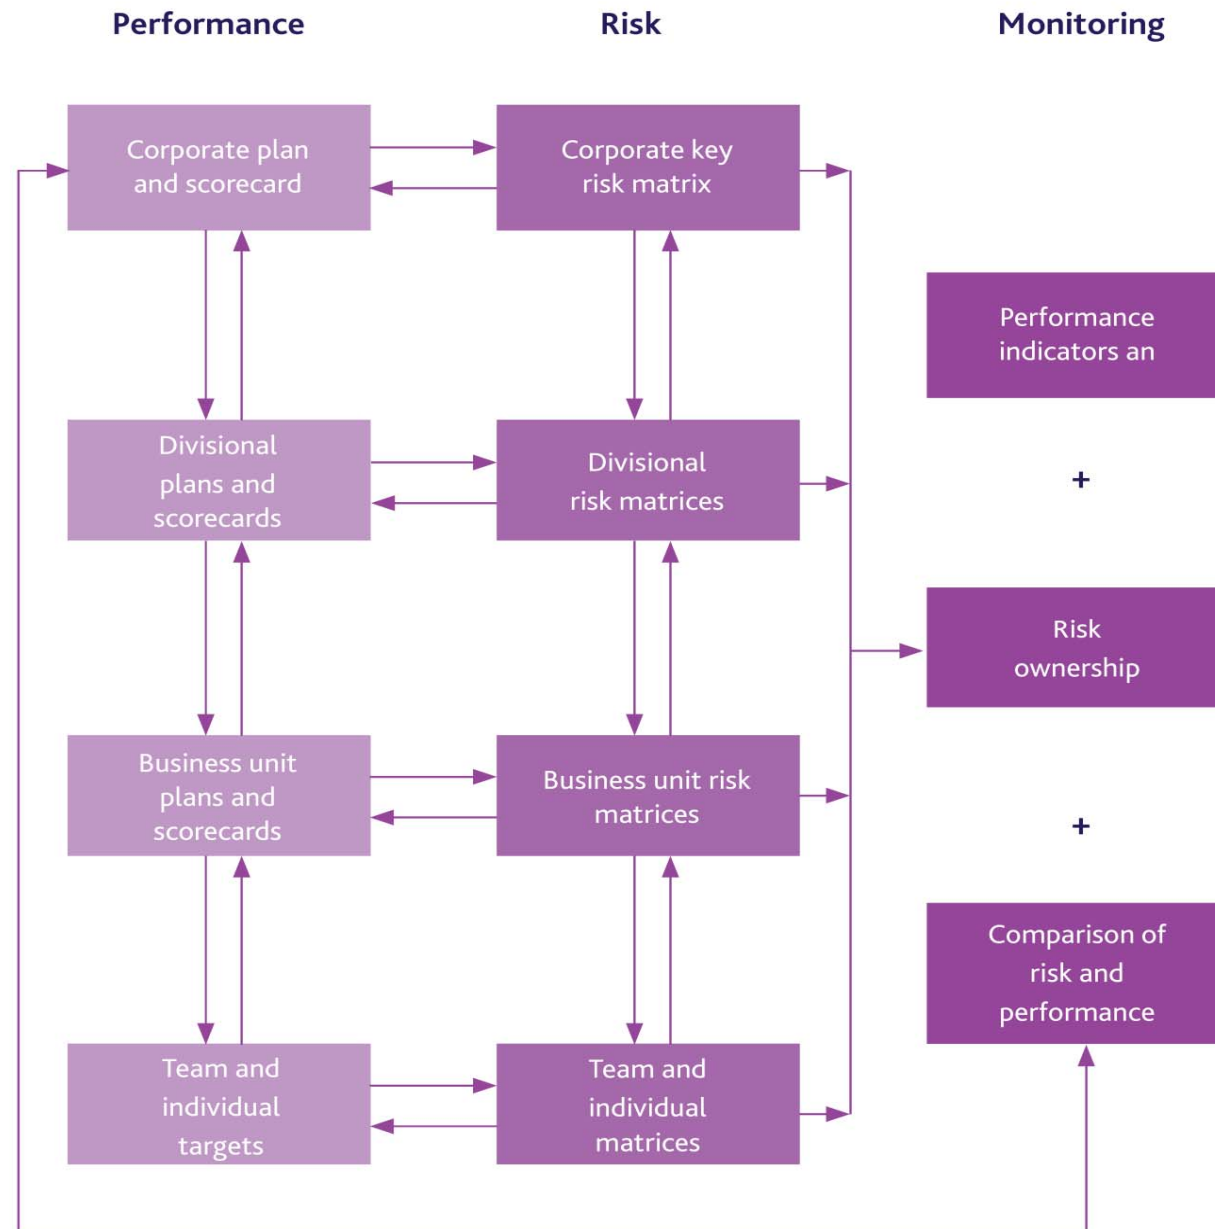 Performance
Risk
Monitoring
Corporate plan
and scorecard
Corporate key
risk matrix
Performance
indicators an
Divisional
plans and
scorecards
Divisional
risk matrices
+
Risk
ownership
Business unit
plans and
scorecards
Business unit risk
matrices
+
Comparison of
risk and
performance
Team and
individual
targets
Team and
individual
matrices